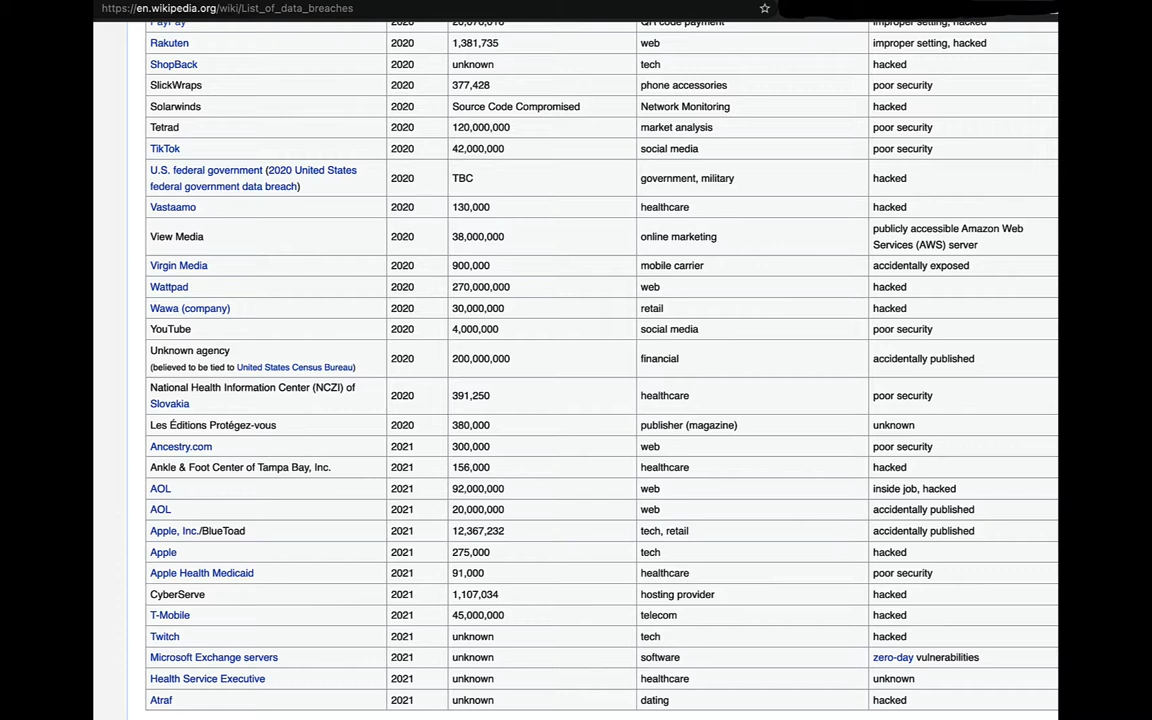 https://en.wikipedia.org/wiki/List_of_data_breaches
PayPay 2020 20,076,016 QR code payment improper setting, hacked
Rakuten 2020 1,381,735 web improper setting, hacked
ShopBack 2020 unknown tech hacked
SlickWraps 2020 377,428 phone accessories poor security
Solarwinds 2020 Source Code Compromised Network Monitoring hacked
Tetrad 2020 120,000,000 market analysis poor security
TikTok 2020 42,000,000 social media poor security
U.S. federal government (2020 United States
federal government data breach) 2020 TBC government, military hacked
Vastaamo 2020 130,000 healthcare hacked
View Media 2020 38,000,000 online marketing publicly accessible Amazon Web
Services (AWS) server
Virgin Media 2020 900,000 mobile carrier accidentally exposed
Wattpad 2020 270,000,000 web hacked
Wawa (company) 2020 30,000,000 retail hacked
YouTube 2020 4,000,000 social media poor security
Unknown agency
(believed to be tied to United States Census Bureau) 2020 200,000,000 financial accidentally published
National Health Information Center (NCZI) of
Slovakia 2020 391,250 healthcare poor security
Les Éditions Protégez-vous 2020 380,000 publisher (magazine) unknown
Ancestry.com 2021 300,000 web poor security
Ankle & Foot Center of Tampa Bay, Inc. 2021 156,000 healthcare hacked
AOL 2021 92,000,000 web inside job, hacked
AOL 2021 20,000,000 web accidentally published
Apple, Inc./BlueToad 2021 12,367,232 tech, retail accidentally published
Apple 2021 275,000 tech hacked
Apple Health Medicaid 2021 91,000 healthcare poor security
CyberServe 2021 1,107,034 hosting provider hacked
T-Mobile 2021 45,000,000 telecom hacked
Twitch 2021 unknown tech hacked
Microsoft Exchange servers 2021 unknown software zero-day vulnerabilities
Health Service Executive 2021 unknown healthcare unknown
Atraf 2021 unknown dating hacked